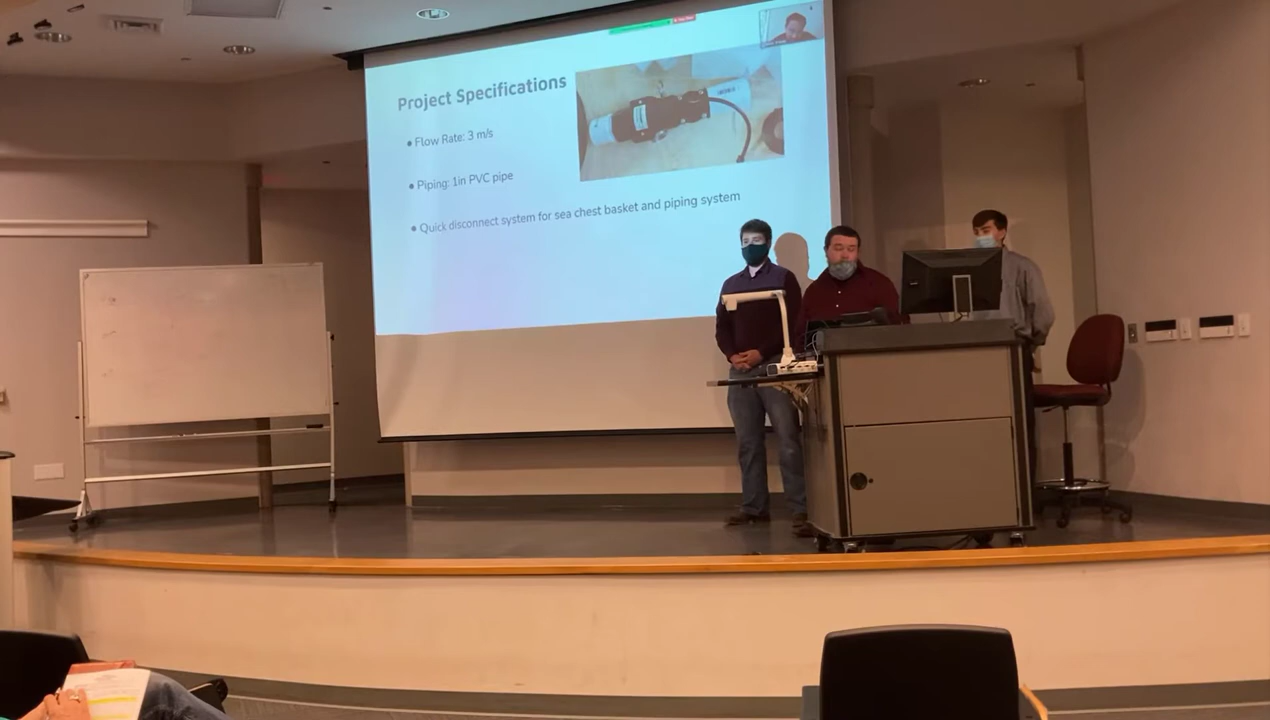 Project Specifications
● Flow Rate: 3 m/s
● Piping: 1in PVC pipe
● Quick disconnect system for sea chest basket and piping system